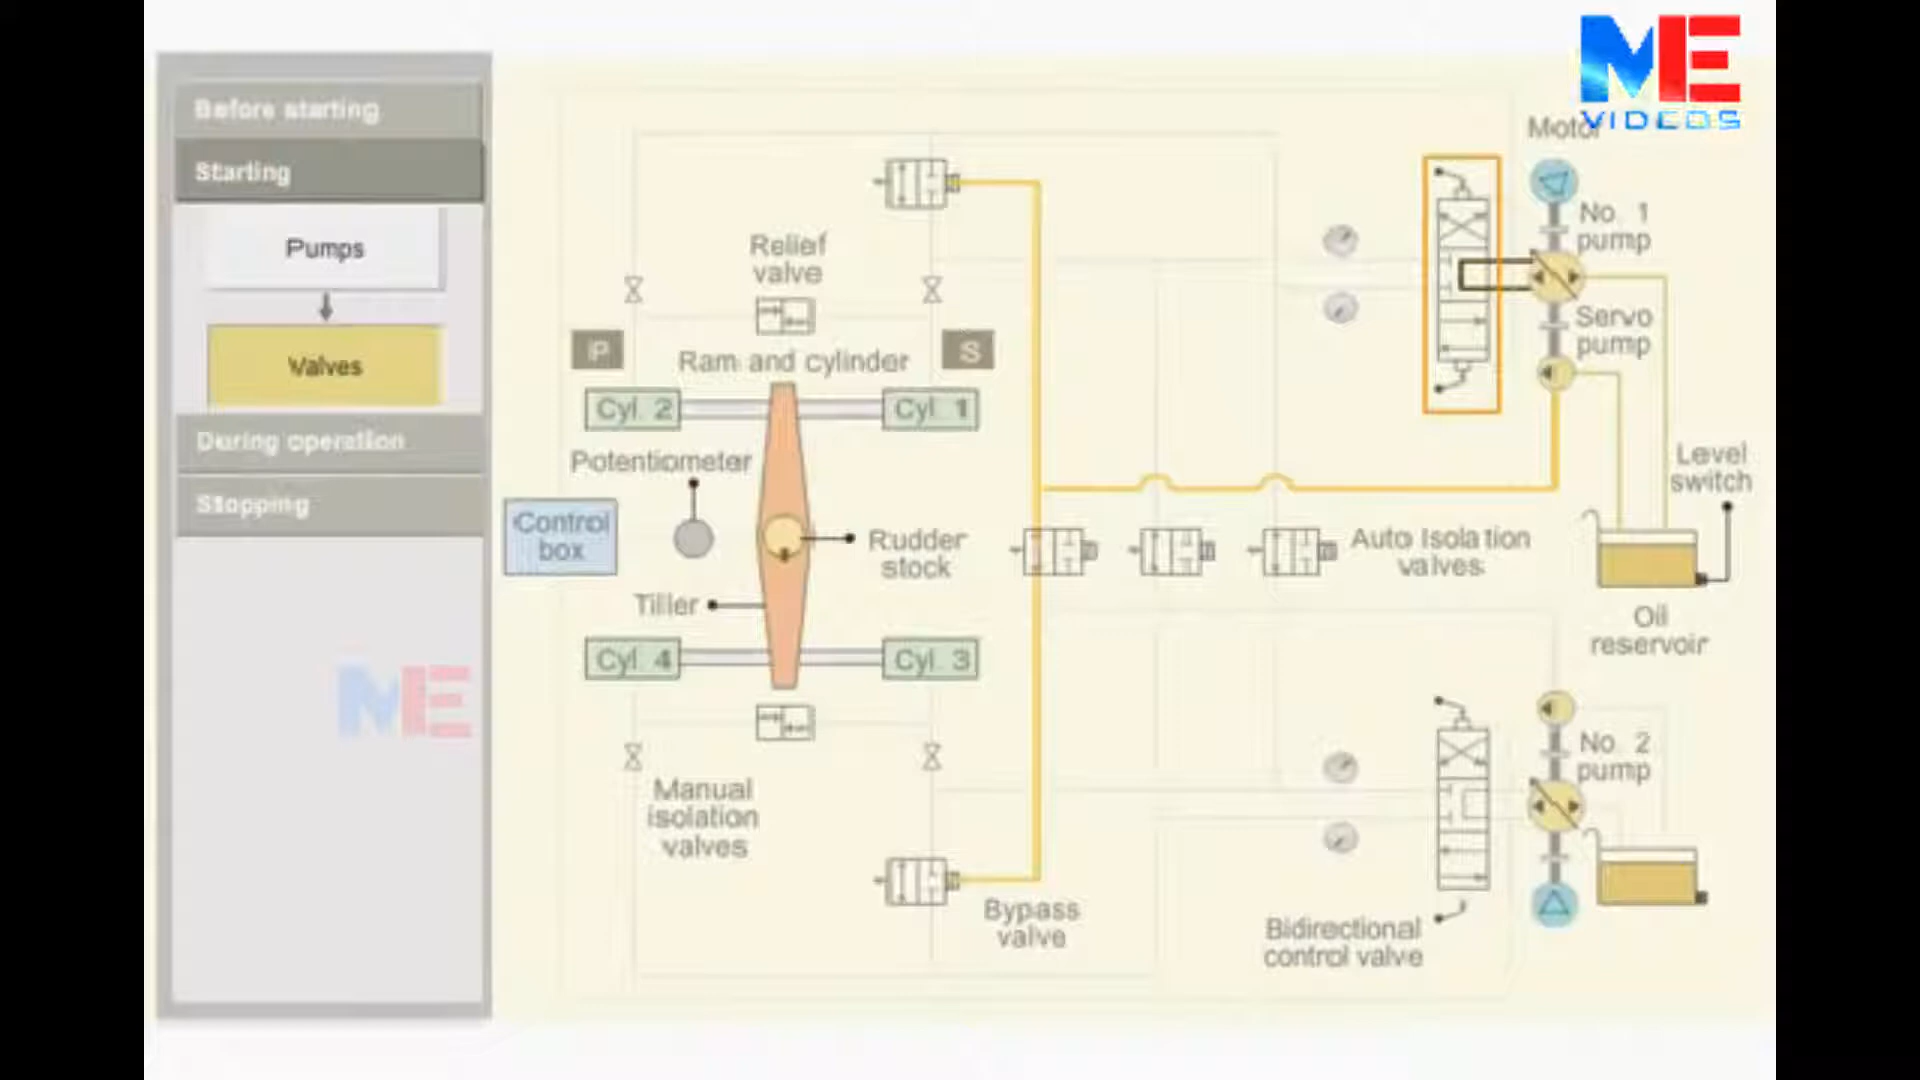 ME
VIDEOS
Before starting
Starting
Pumps
Valves
During operation
Stopping
ME
Motor
No. 1
pump
Servo
pump
Relief
valve
P
S
Ram and cylinder
Cyl. 2
Cyl. 1
Potentiometer
Control
box
Rudder
stock
Tiller
Cyl. 4
Cyl. 3
Auto Isolation
valves
Level
switch
Oil
reservoir
Manual
isolation
valves
Bypass
valve
No. 2
pump
Bidirectional
control valve